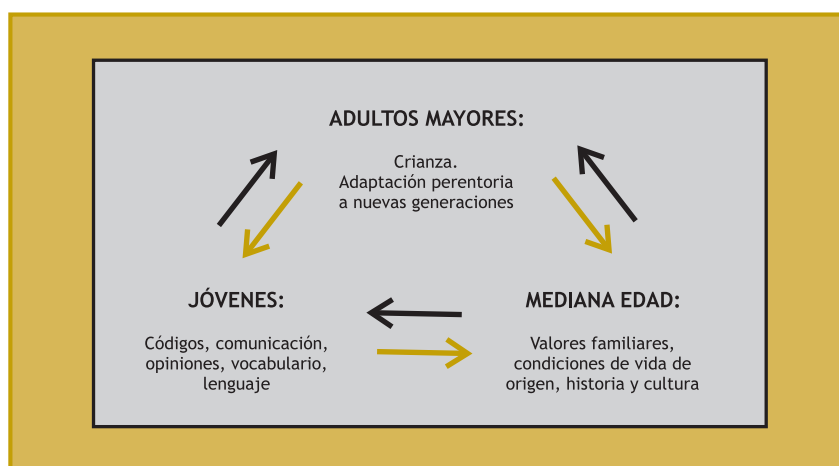 ADULTOS MAYORES:
Crianza.
Adaptación perentoria
a nuevas generaciones
JÓVENES:
Códigos, comunicación,
opiniones, vocabulario,
lenguaje
MEDIANA EDAD:
Valores familiares,
condiciones de vida de
origen, historia y cultura